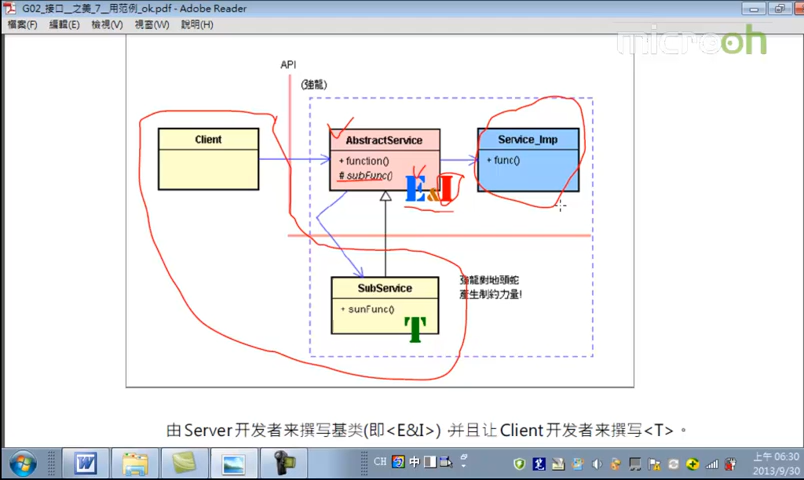 G02_接口__之美_7__用范例_ok.pdf - Adobe Reader
檔案(F) 編輯(E) 檢視(V) 視窗(W) 說明(H)
microoh
API
(強龍)
Client
AbstractService
+ function()
# subFunc()
E&I
Service_Imp
+ func()
SubService
+ sunFunc()
T
強龍對地頭蛇
產生制約力量!
由Server开发者来撰写基类(即<E&I>) 并且让Client开发者来撰写<T>。
CH 中
上午 06:30
2013/9/30